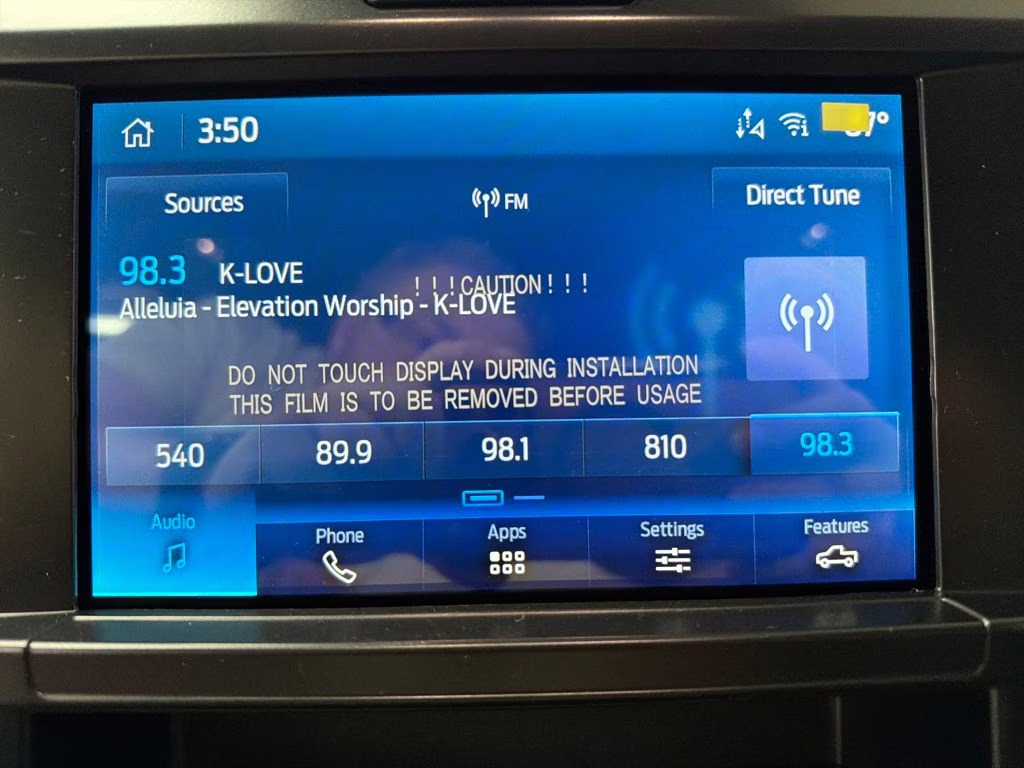 3:50
7°
Sources
FM
Direct Tune
98.3 K-LOVE
! ! ! CAUTION ! ! !
Alleluia - Elevation Worship - K-LOVE
DO NOT TOUCH DISPLAY DURING INSTALLATION
THIS FILM IS TO BE REMOVED BEFORE USAGE
540 89.9 98.1 810 98.3
Audio Phone Apps Settings Features